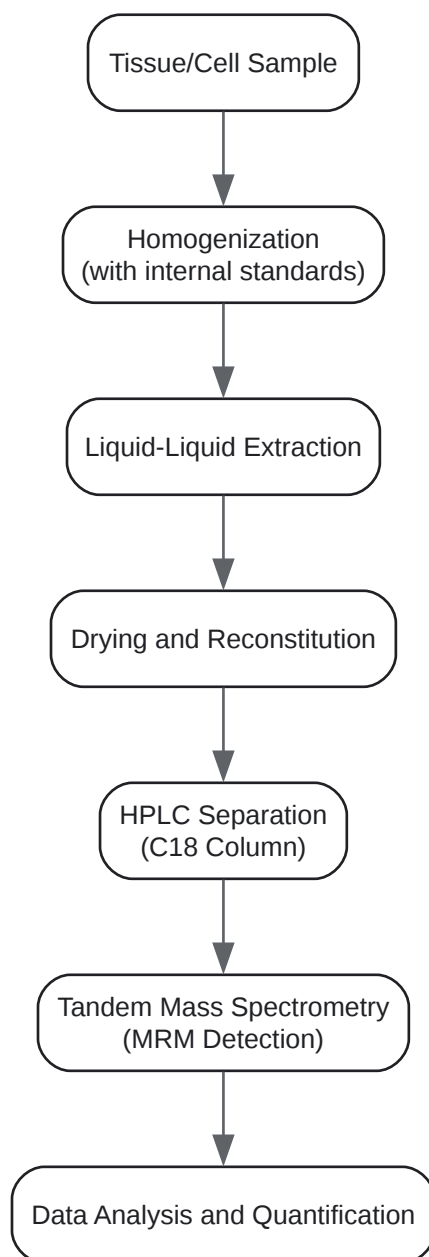 Tissue/Cell Sample
Homogenization
(with internal standards)
Liquid-Liquid Extraction
Drying and Reconstitution
HPLC Separation
(C18 Column)
Tandem Mass Spectrometry
(MRM Detection)
Data Analysis and Quantification